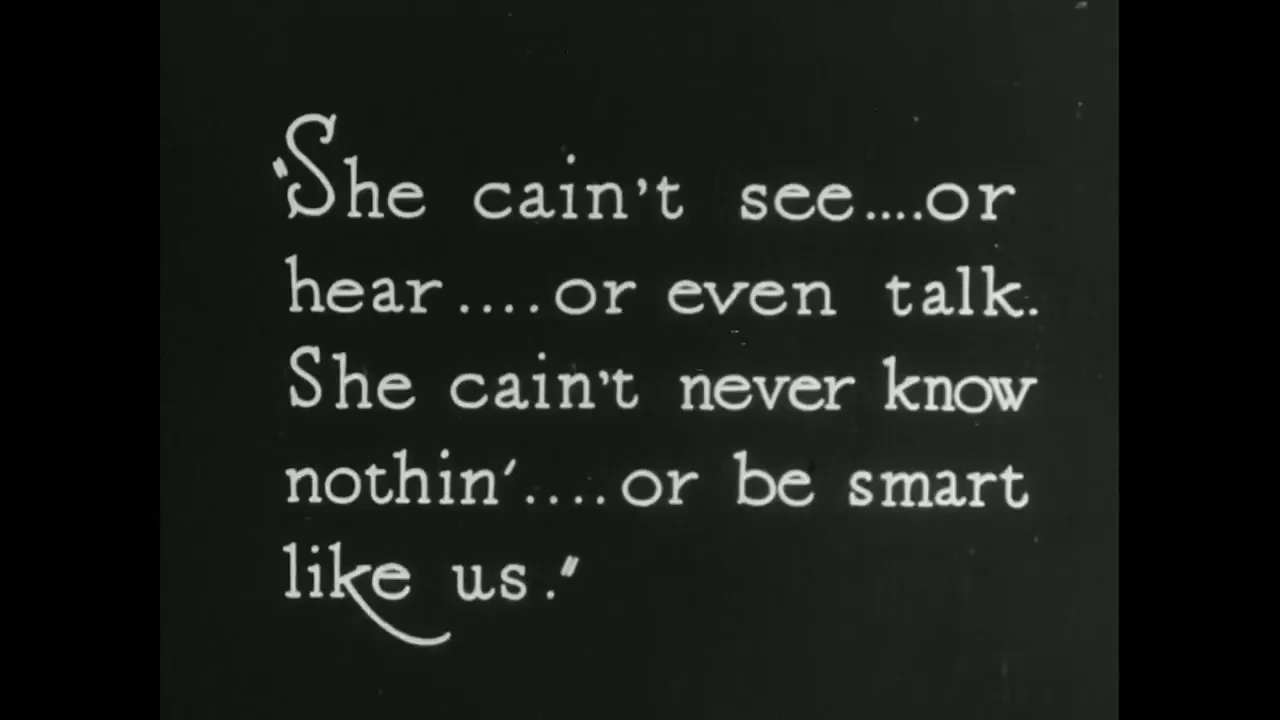 "She cain't see....or
hear....or even talk.
She cain't never know
nothin'....or be smart
like us."